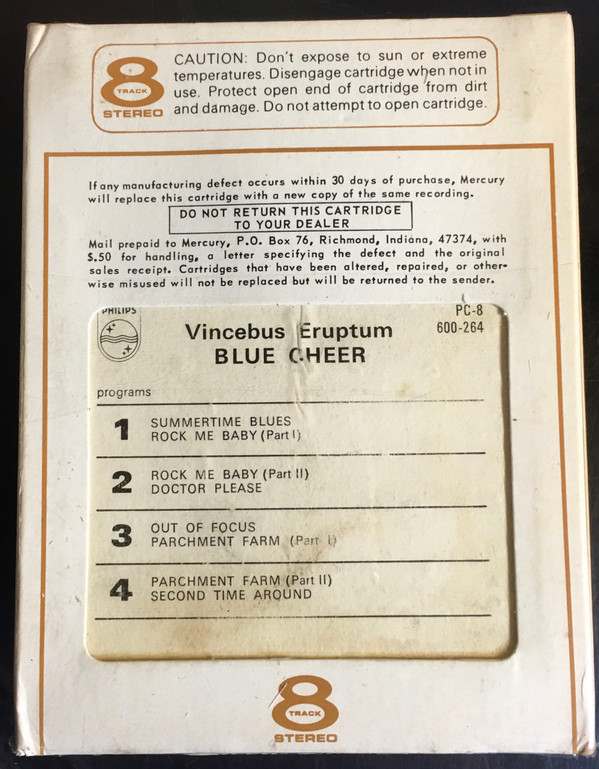 8
TRACK
STEREO
CAUTION: Don't expose to sun or extreme
temperatures. Disengage cartridge when not in
use. Protect open end of cartridge from dirt
and damage. Do not attempt to open cartridge.
If any manufacturing defect occurs within 30 days of purchase, Mercury
will replace this cartridge with a new copy of the same recording.
DO NOT RETURN THIS CARTRIDGE
TO YOUR DEALER
Mail prepaid to Mercury, P.O. Box 76, Richmond, Indiana, 47374, with
$.50 for handling, a letter specifying the defect and the original
sales receipt. Cartridges that have been altered, repaired, or other-
wise misused will not be replaced but will be returned to the sender.
PHILIPS
Vincebus Eruptum
BLUE CHEER
PC-8
600-264
programs
1 SUMMERTIME BLUES
ROCK ME BABY (Part I)
2 ROCK ME BABY (Part II)
DOCTOR PLEASE
3 OUT OF FOCUS
PARCHMENT FARM (Part I)
4 PARCHMENT FARM (Part II)
SECOND TIME AROUND
8
TRACK
STEREO